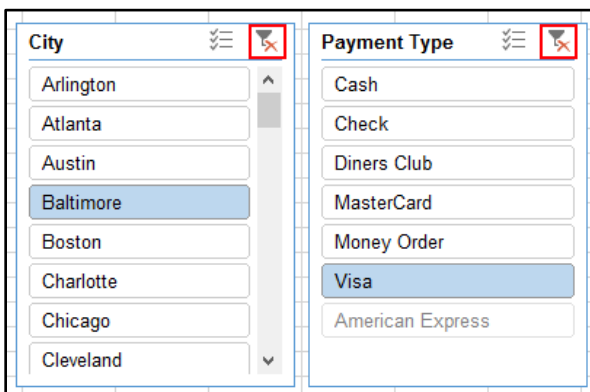 City
Arlington
Atlanta
Austin
Baltimore
Boston
Charlotte
Chicago
Cleveland
Payment Type
Cash
Check
Diners Club
MasterCard
Money Order
Visa
American Express